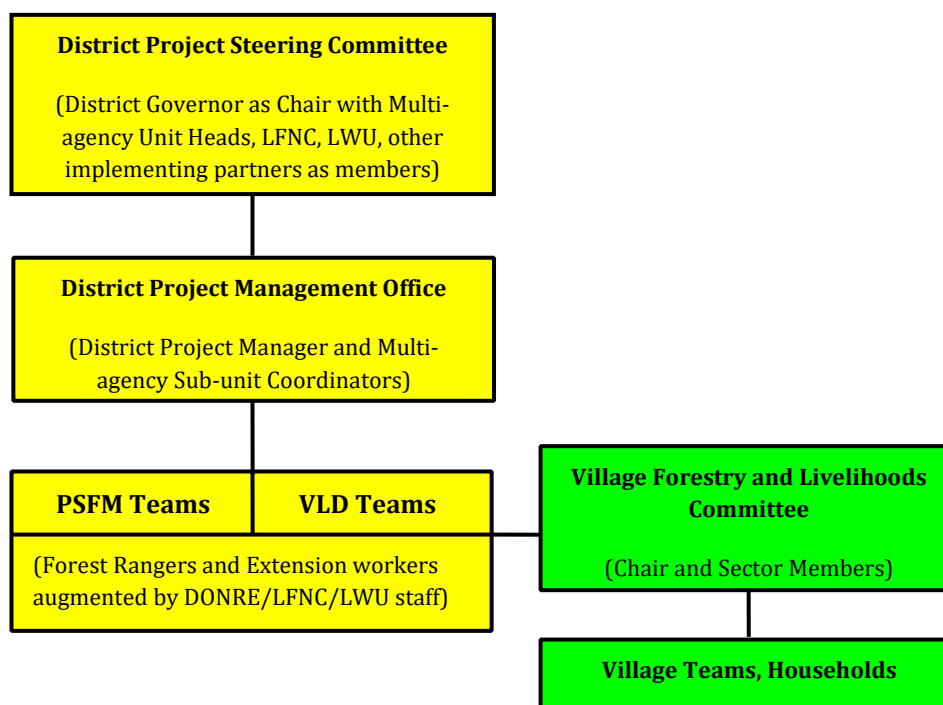 District Project Steering Committee
(District Governor as Chair with Multi-
agency Unit Heads, LFNC, LWU, other
implementing partners as members)
District Project Management Office
(District Project Manager and Multi-
agency Sub-unit Coordinators)
PSFM Teams
VLD Teams
(Forest Rangers and Extension workers
augmented by DONRE/LFNC/LWU staff)
Village Forestry and Livelihoods
Committee
(Chair and Sector Members)
Village Teams, Households